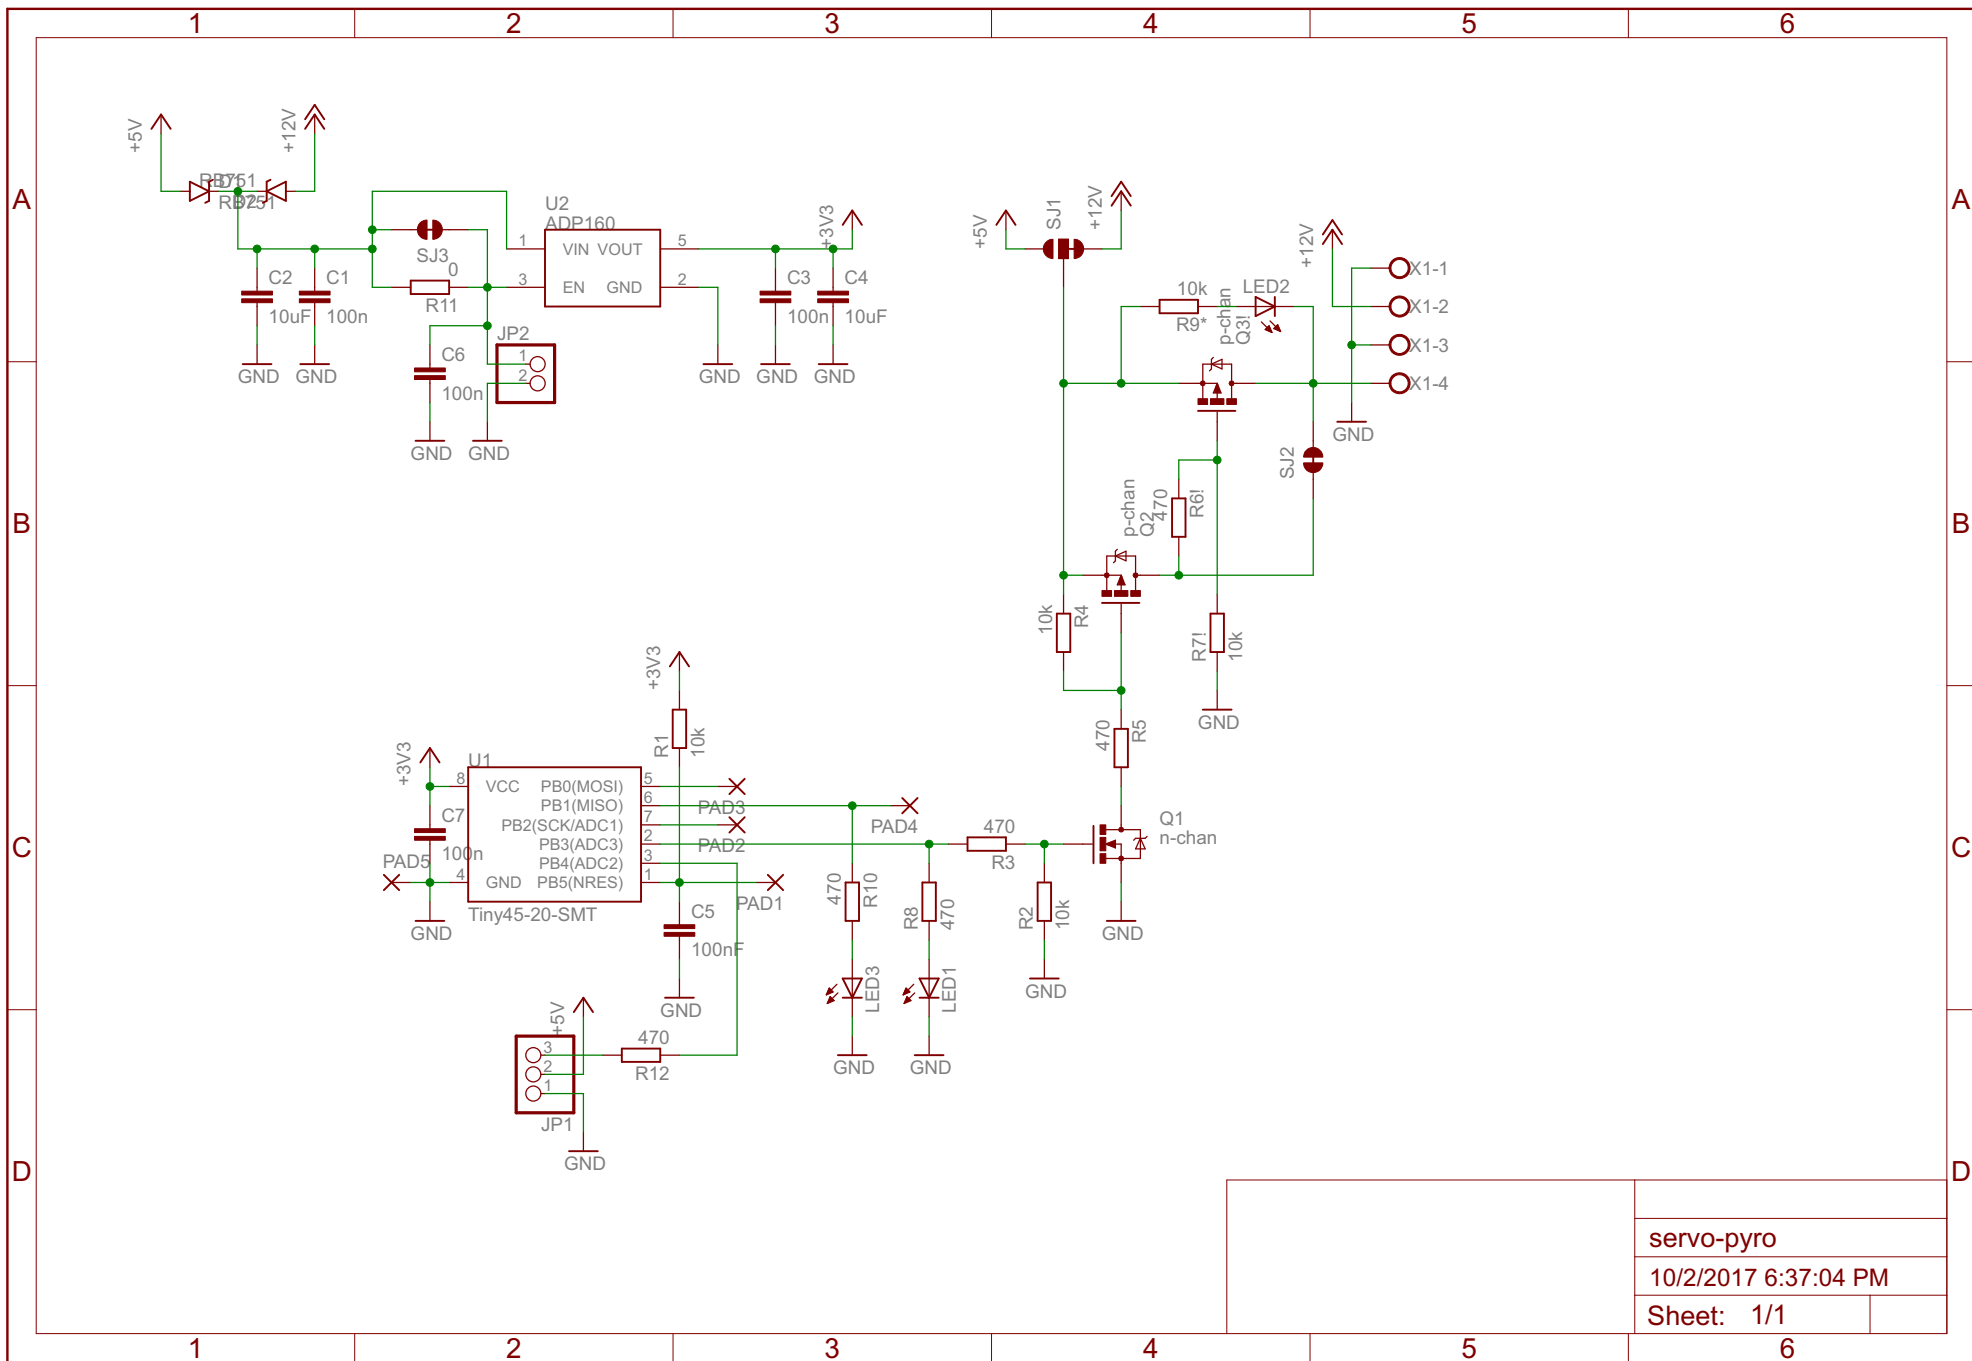 1 2 3 4 5 6
A A
B B
C C
D D
+5V
+12V
RB751
D1
RB751
D2
C2
10uF
GND
C1
100n
GND
SJ3
0
R11
U2
ADP160
1 VIN VOUT 5
3 EN GND 2
C6
100n
GND
JP2
1
2
GND
GND
C3
100n
GND
+3V3
C4
10uF
GND
+5V
SJ1
+12V
10k
R9*
LED2
p-chan
Q3!
+12V
X1-1
X1-2
X1-3
X1-4
GND
SJ2
p-chan
Q2
470
R6!
10k
R4
R7!
10k
GND
470
R5
Q1
n-chan
GND
+3V3
R1
10k
+3V3
C7
100n
PAD5
GND
U1
8 VCC PB0(MOSI) 5
PB1(MISO) 6
PB2(SCK/ADC1) 7
PB3(ADC3) 2
PB4(ADC2) 3
4 GND PB5(NRES) 1
Tiny45-20-SMT
PAD3
PAD2
PAD4
PAD1
C5
100nF
GND
470
R10
LED3
GND
R8
470
LED1
GND
470
R3
R2
10k
GND
+5V
3
2
1
JP1
GND
470
R12
servo-pyro
10/2/2017 6:37:04 PM
Sheet: 1/1
1 2 3 4 5 6